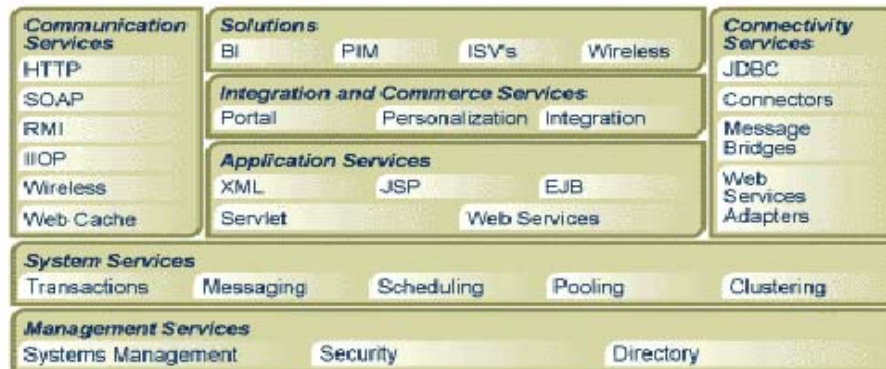 Communication
Services
HTTP
SOAP
RMI
IIOP
Wireless
Web Cache
Solutions
BI PIM ISV's Wireless
Integration and Commerce Services
Portal Personalization Integration
Application Services
XML JSP EJB
Servlet Web Services
Connectivity
Services
JDBC
Connectors
Message
Bridges
Web
Services
Adapters
System Services
Transactions Messaging Scheduling Pooling Clustering
Management Services
Systems Management Security Directory